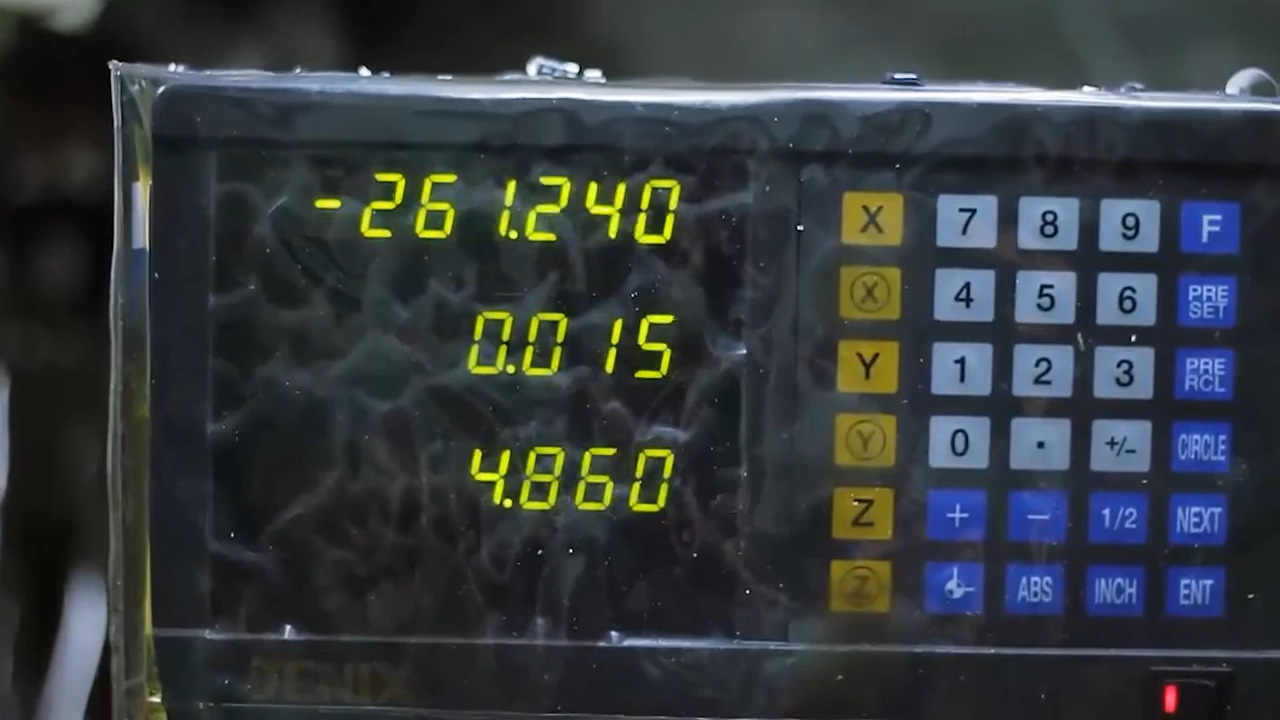 -261.240
0.015
4.860
X 7 8 9 F
X 4 5 6 PRE SET
Y 1 2 3 PRE RCL
Y 0 . +/- CIRCLE
Z + - 1/2 NEXT
Z ABS INCH ENT